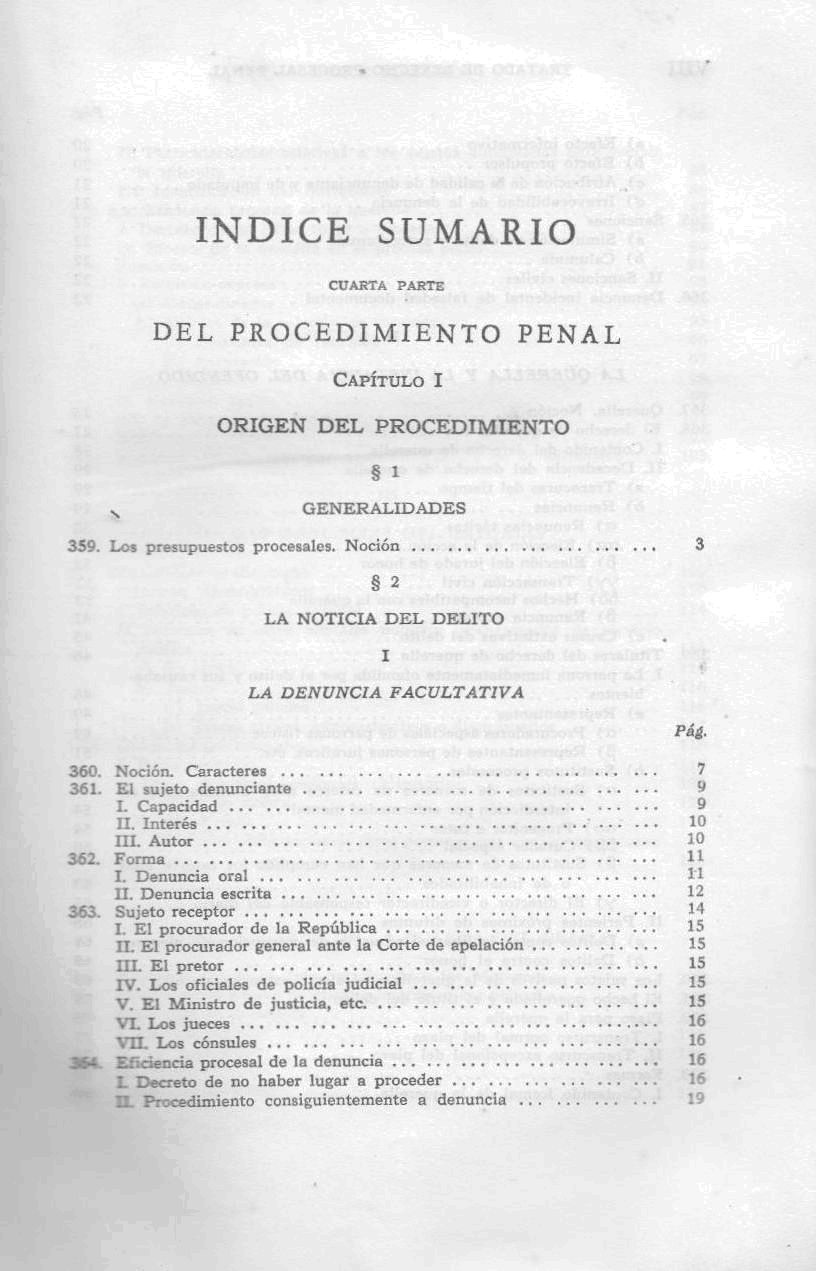 INDICE SUMARIO
CUARTA PARTE
DEL PROCEDIMIENTO PENAL
CAPÍTULO I
ORIGEN DEL PROCEDIMIENTO
§ 1
GENERALIDADES
359. Los presupuestos procesales. Noción ... ... ... ... ... ... ... 3
§ 2
LA NOTICIA DEL DELITO
I
LA DENUNCIA FACULTATIVA
Pág.
360. Noción. Caracteres ... ... ... ... ... ... ... ... ... ... ... 7
361. El sujeto denunciante ... ... ... ... ... ... ... ... ... ... 9
I. Capacidad ... ... ... ... ... ... ... ... ... ... ... ... 9
II. Interés ... ... ... ... ... ... ... ... ... ... ... ... ... 10
III. Autor ... ... ... ... ... ... ... ... ... ... ... ... ... 10
362. Forma ... ... ... ... ... ... ... ... ... ... ... ... ... ... 11
I. Denuncia oral ... ... ... ... ... ... ... ... ... ... ... 11
II. Denuncia escrita ... ... ... ... ... ... ... ... ... ... ... 12
363. Sujeto receptor ... ... ... ... ... ... ... ... ... ... ... ... 14
I. El procurador de la República ... ... ... ... ... ... ... ... 15
II. El procurador general ante la Corte de apelación ... ... ... ... 15
III. El pretor ... ... ... ... ... ... ... ... ... ... ... ... 15
IV. Los oficiales de policía judicial ... ... ... ... ... ... ... 15
V. El Ministro de justicia, etc. ... ... ... ... ... ... ... ... 15
VI. Los jueces ... ... ... ... ... ... ... ... ... ... ... ... 16
VII. Los cónsules ... ... ... ... ... ... ... ... ... ... ... 16
364. Eficiencia procesal de la denuncia ... ... ... ... ... ... ... ... 16
I. Decreto de no haber lugar a proceder ... ... ... ... ... ... 16
II. Procedimiento consiguientemente a denuncia ... ... ... ... 19